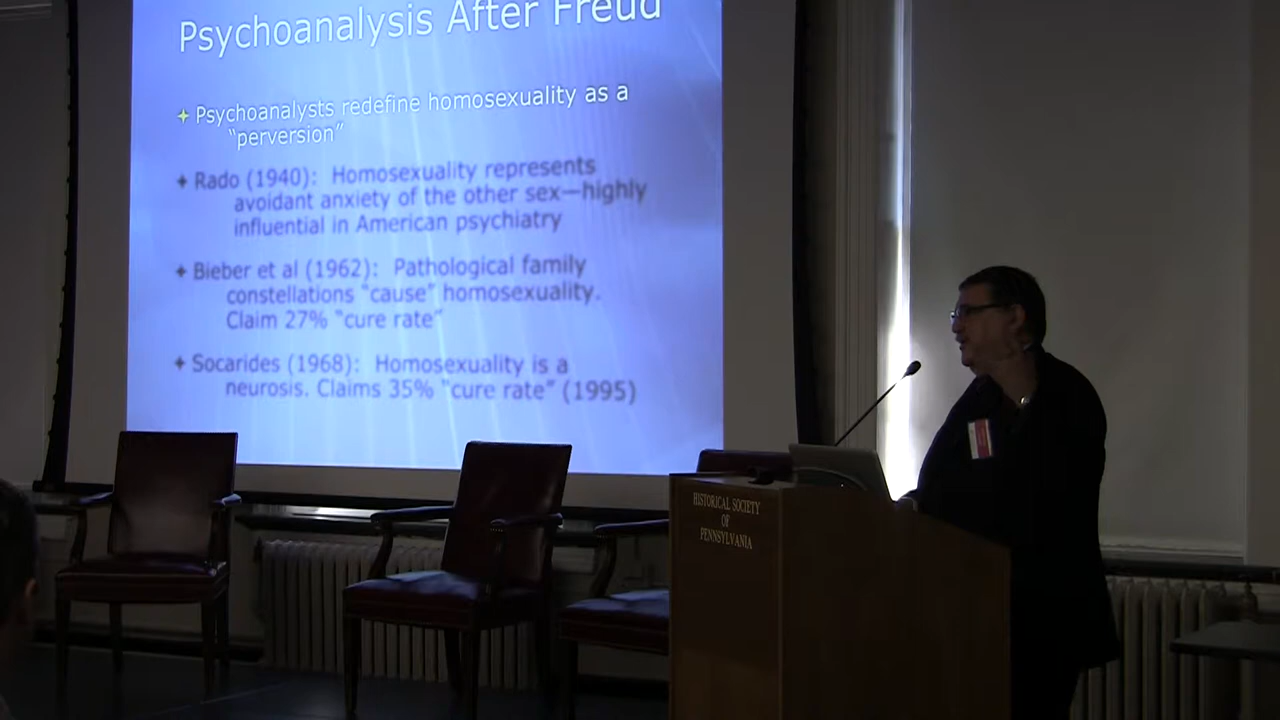 Psychoanalysis After Freud
Psychoanalysts redefine homosexuality as a
"perversion"
Rado (1940): Homosexuality represents
avoidant anxiety of the other sex—highly
influential in American psychiatry
Bieber et al (1962): Pathological family
constellations "cause" homosexuality.
Claim 27% "cure rate"
Socarides (1968): Homosexuality is a
neurosis. Claims 35% "cure rate" (1995)
HISTORICAL SOCIETY
OF
PENNSYLVANIA